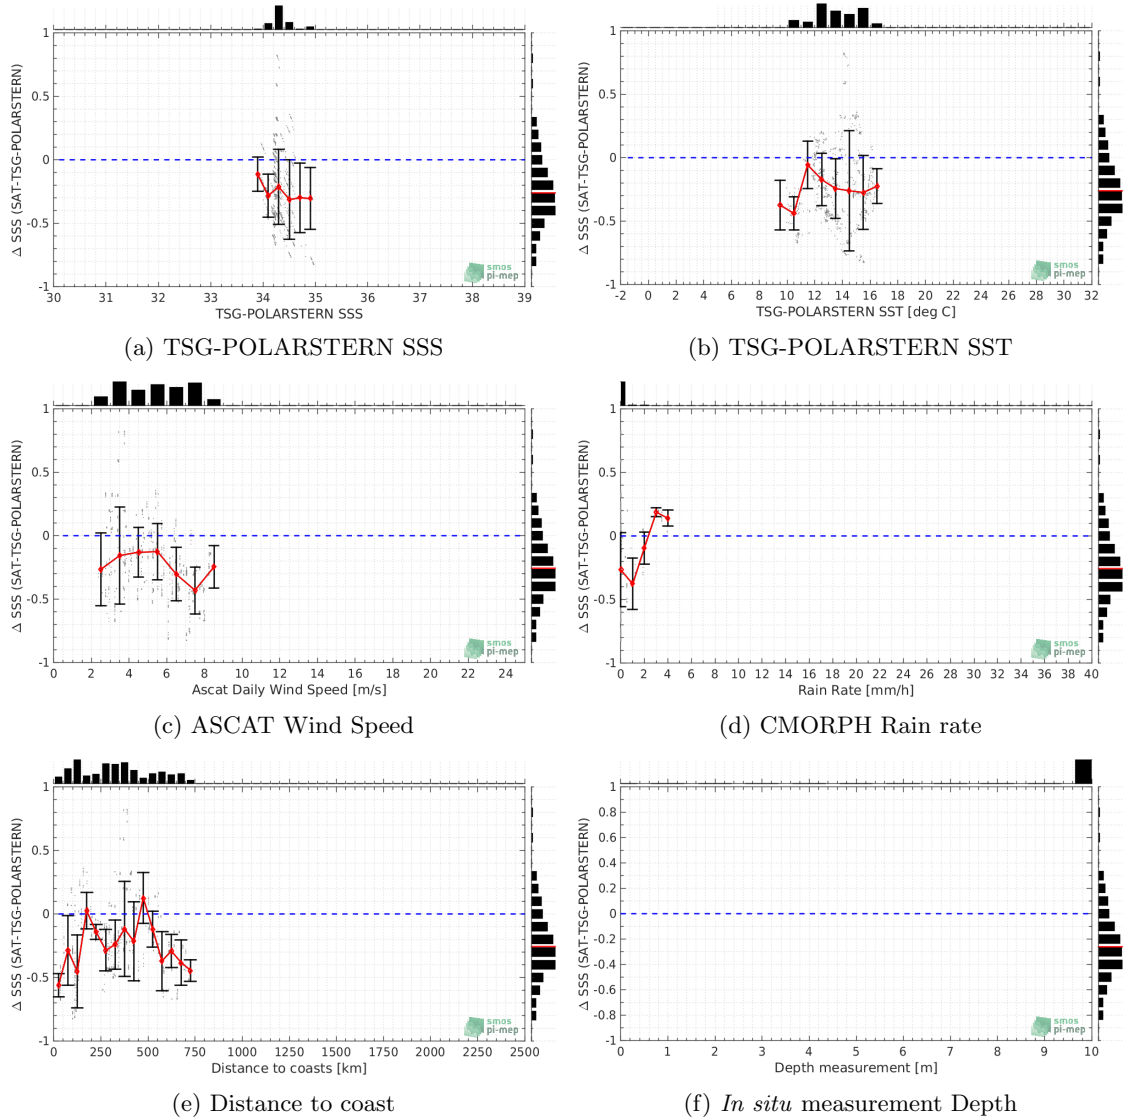 1
0.5
0
-0.5
-1
Δ SSS (SAT-TSG-POLARSTERN)
30 31 32 33 34 35 36 37 38 39
TSG-POLARSTERN SSS
smos
pi-mep
(a) TSG-POLARSTERN SSS
1
0.5
0
-0.5
-1
Δ SSS (SAT-TSG-POLARSTERN)
-2 0 2 4 6 8 10 12 14 16 18 20 22 24 26 28 30 32
TSG-POLARSTERN SST [deg C]
smos
pi-mep
(b) TSG-POLARSTERN SST
1
0.5
0
-0.5
-1
Δ SSS (SAT-TSG-POLARSTERN)
0 2 4 6 8 10 12 14 16 18 20 22 24
Ascat Daily Wind Speed [m/s]
smos
pi-mep
(c) ASCAT Wind Speed
1
0.5
0
-0.5
-1
Δ SSS (SAT-TSG-POLARSTERN)
0 2 4 6 8 10 12 14 16 18 20 22 24 26 28 30 32 34 36 38 40
Rain Rate [mm/h]
smos
pi-mep
(d) CMORPH Rain rate
1
0.5
0
-0.5
-1
Δ SSS (SAT-TSG-POLARSTERN)
0 250 500 750 1000 1250 1500 1750 2000 2250 2500
Distance to coasts [km]
smos
pi-mep
(e) Distance to coast
1
0.8
0.6
0.4
0.2
0
-0.2
-0.4
-0.6
-0.8
-1
Δ SSS (SAT-TSG-POLARSTERN)
0 1 2 3 4 5 6 7 8 9 10
Depth measurement [m]
smos
pi-mep
(f) In situ measurement Depth